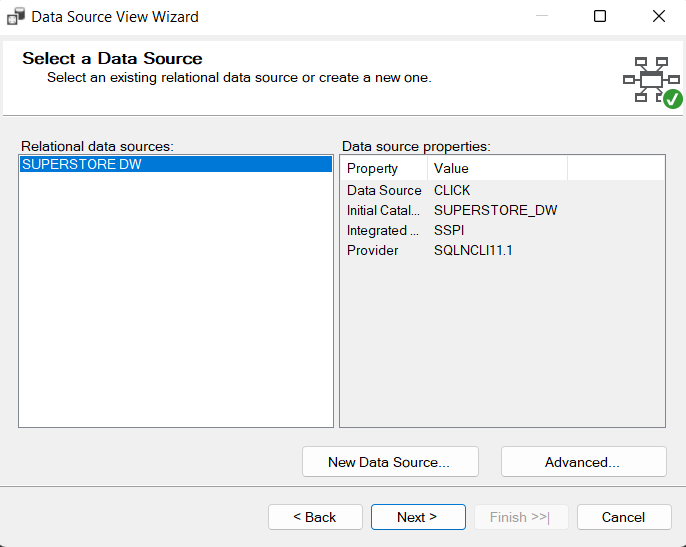 Data Source View Wizard
Select a Data Source
Select an existing relational data source or create a new one.
Relational data sources:
SUPERSTORE DW
Data source properties:
Property Value
Data Source CLICK
Initial Catal... SUPERSTORE_DW
Integrated ... SSPI
Provider SQLNCLI11.1
New Data Source... Advanced...
< Back Next > Finish >>| Cancel